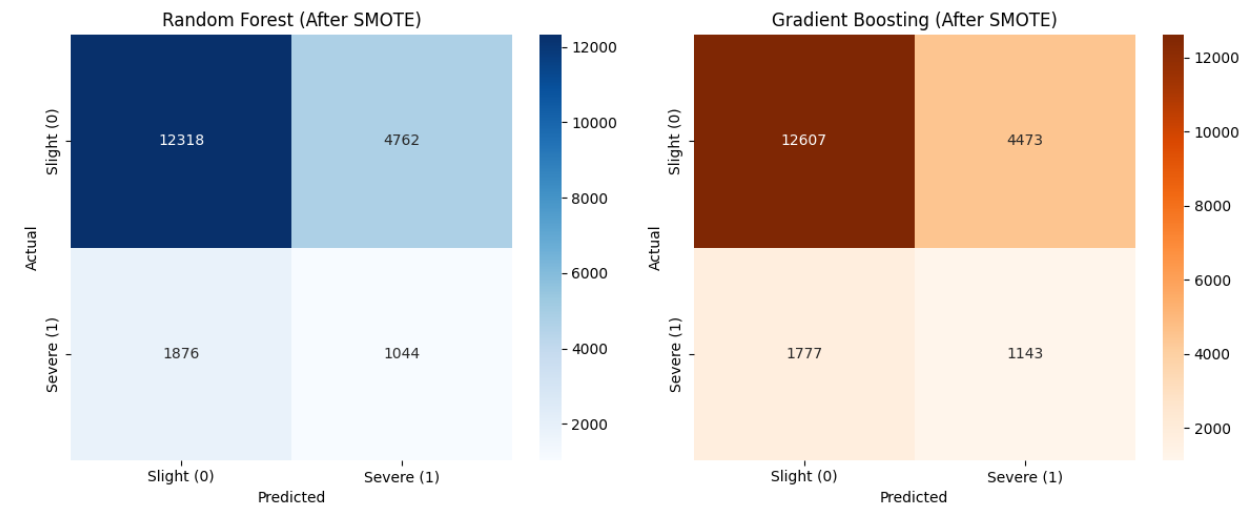 Random Forest (After SMOTE)
Slight (0)
Severe (1)
Actual
12318
4762
1876
1044
Slight (0)
Severe (1)
Predicted
12000
10000
8000
6000
4000
2000
Gradient Boosting (After SMOTE)
Slight (0)
Severe (1)
Actual
12607
4473
1777
1143
Slight (0)
Severe (1)
Predicted
12000
10000
8000
6000
4000
2000